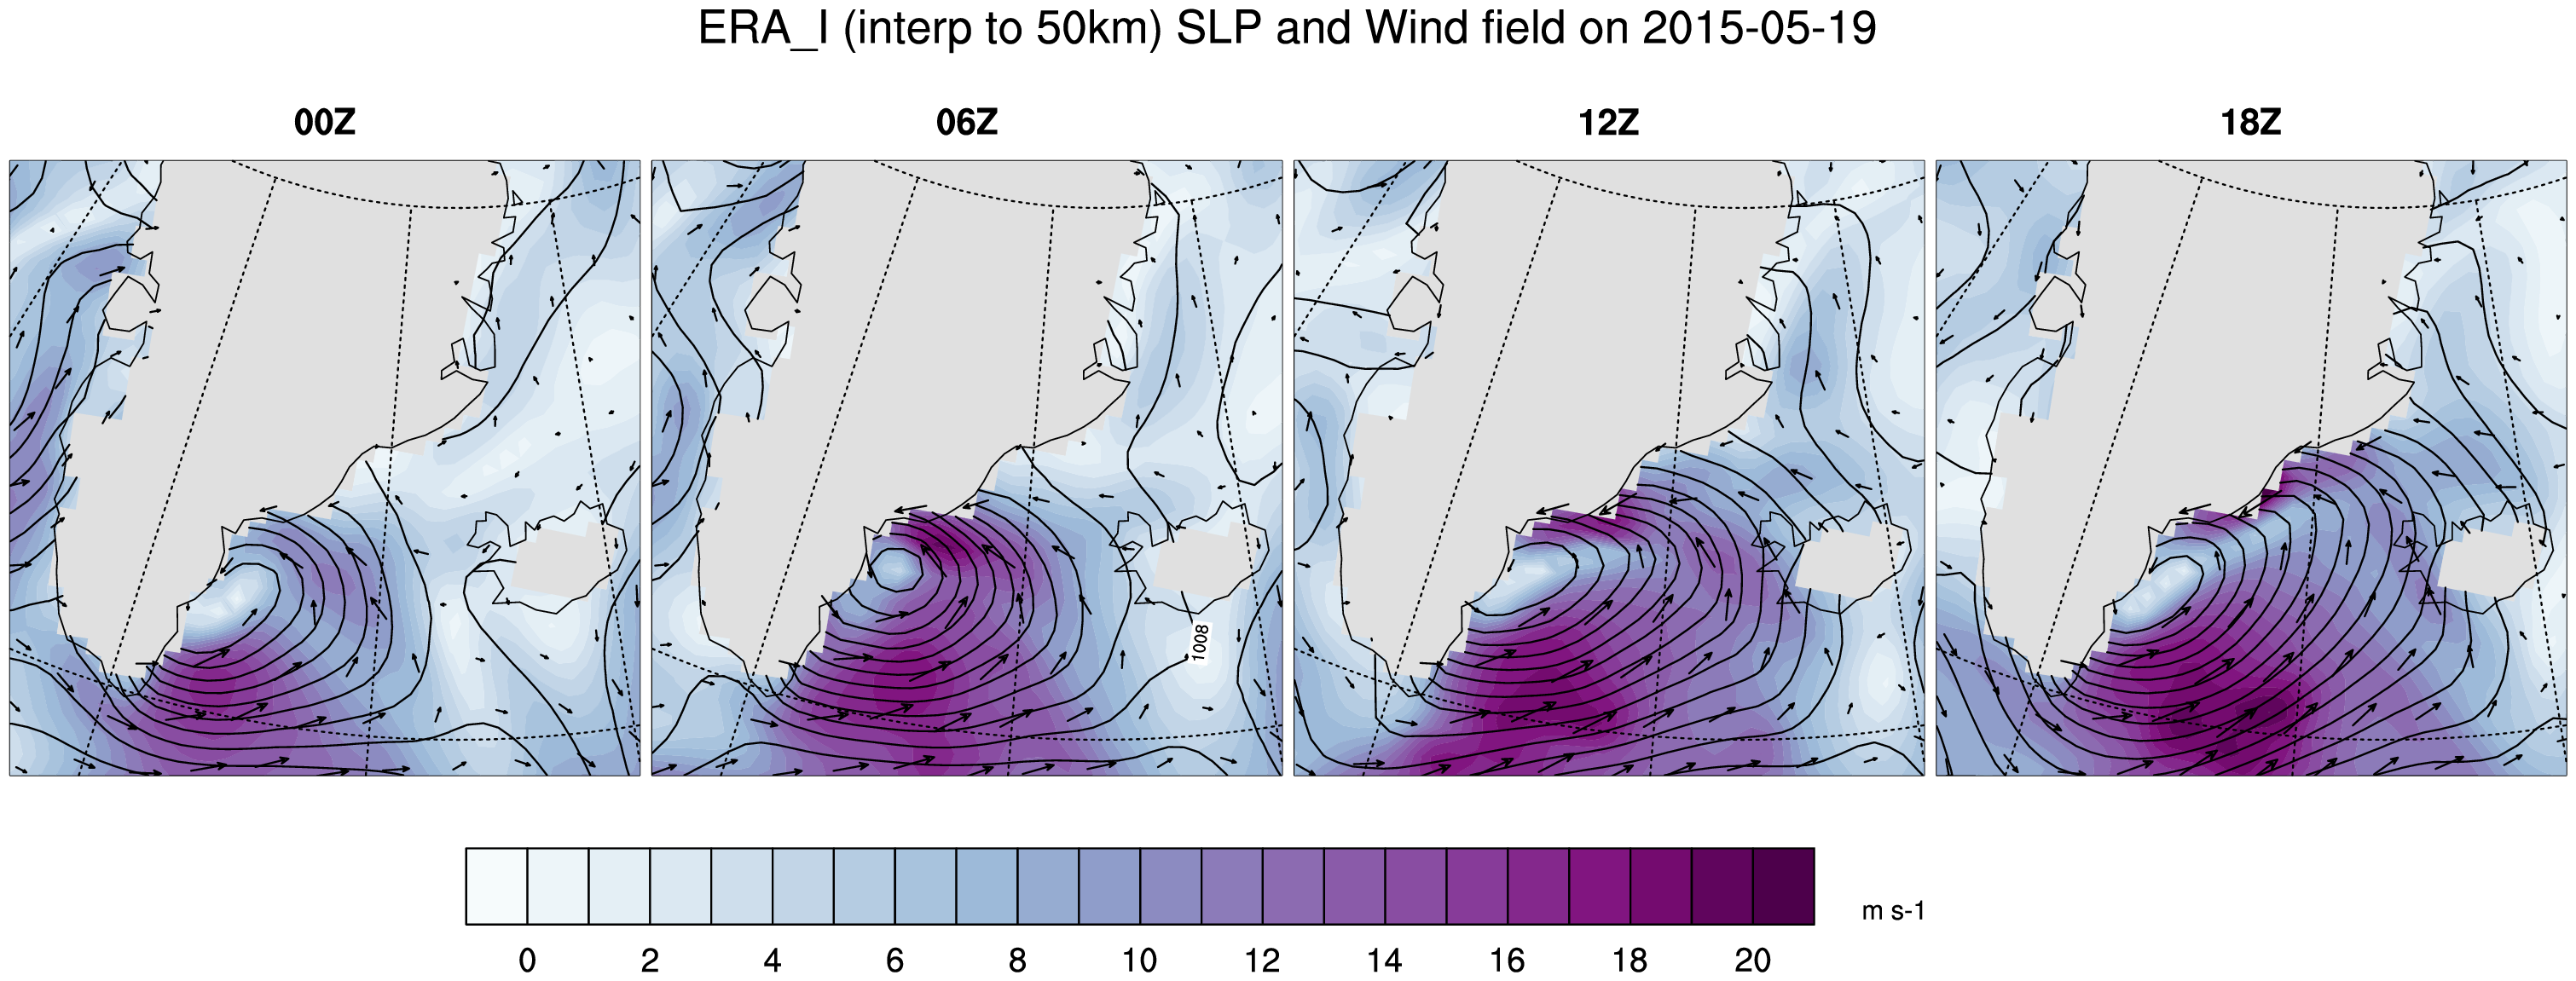 ERA_I (interp to 50km) SLP and Wind field on 2015-05-19
00Z 06Z 12Z 18Z
1008
0 2 4 6 8 10 12 14 16 18 20
m s-1